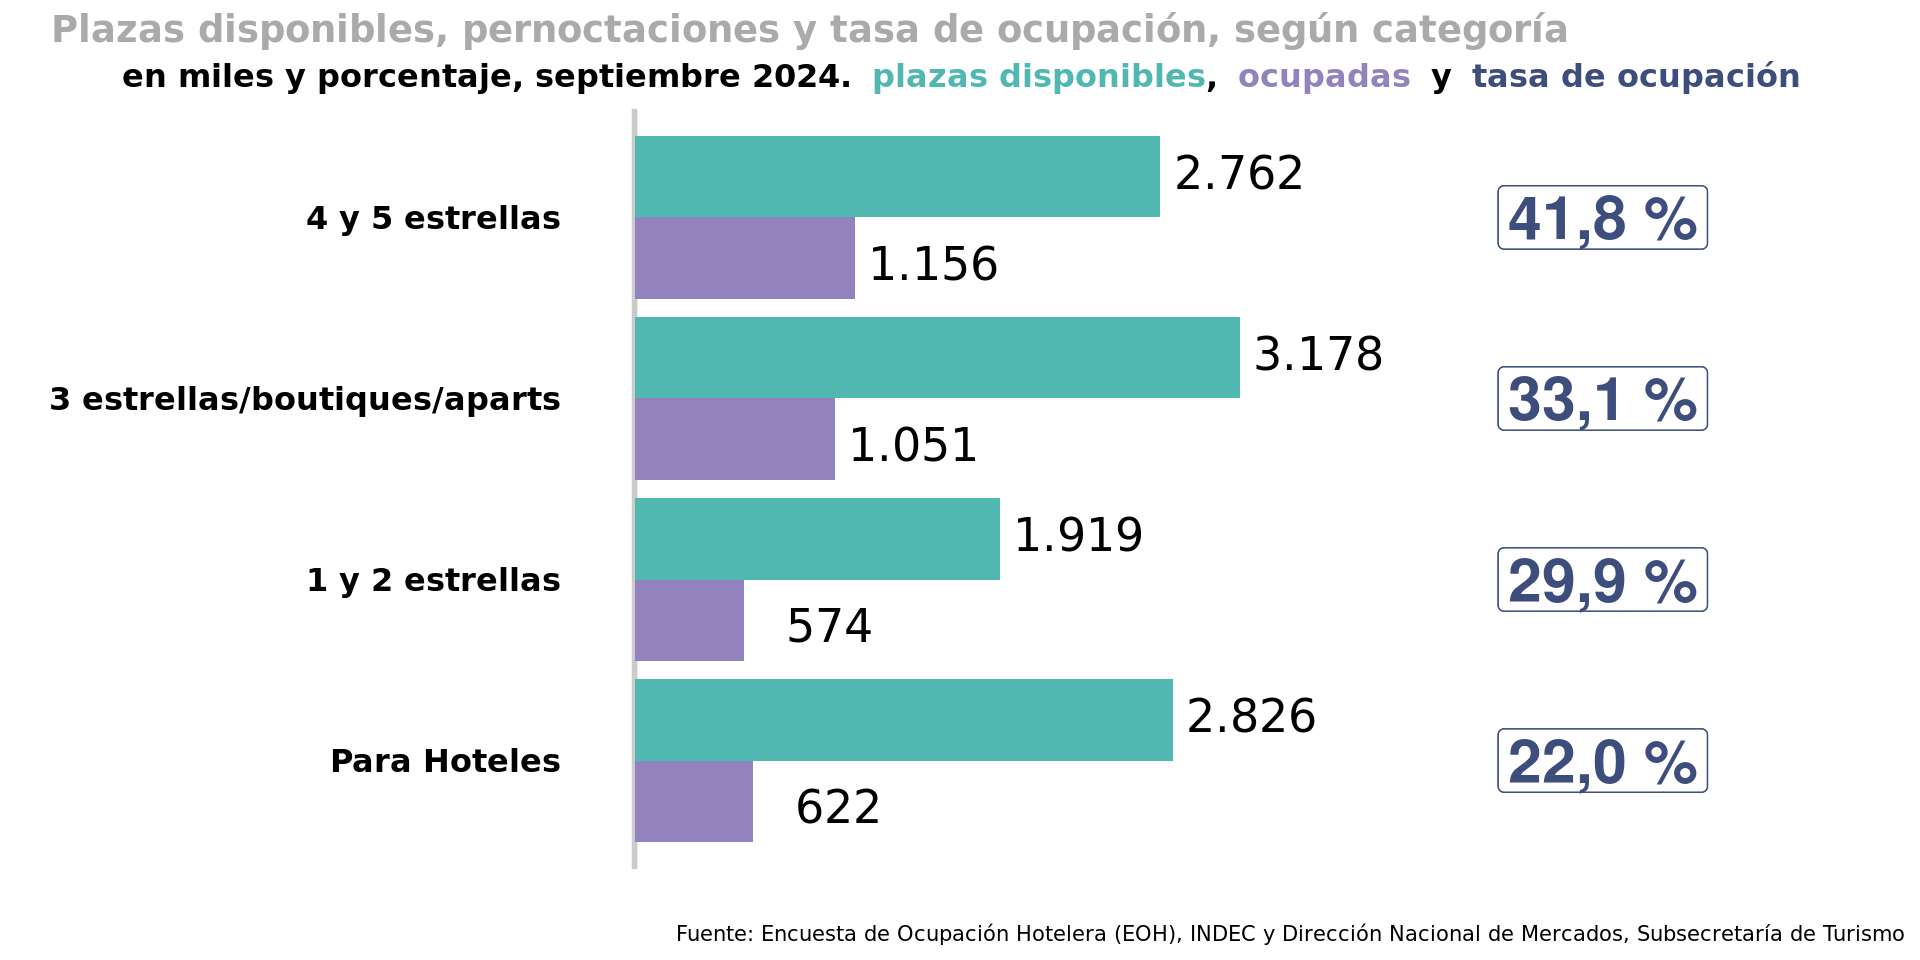 Plazas disponibles, pernoctaciones y tasa de ocupación, según categoría
en miles y porcentaje, septiembre 2024. plazas disponibles, ocupadas y tasa de ocupación
4 y 5 estrellas
2.762
1.156
41,8 %
3 estrellas/boutiques/aparts
3.178
1.051
33,1 %
1 y 2 estrellas
1.919
574
29,9 %
Para Hoteles
2.826
622
22,0 %
Fuente: Encuesta de Ocupación Hotelera (EOH), INDEC y Dirección Nacional de Mercados, Subsecretaría de Turismo